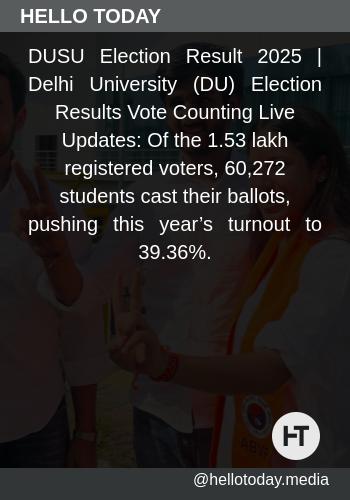 HELLO TODAY
DUSU Election Result 2025 |
Delhi University (DU) Election
Results Vote Counting Live
Updates: Of the 1.53 lakh
registered voters, 60,272
students cast their ballots,
pushing this year’s turnout to
39.36%.
ABVP
HT
@hellotoday.media